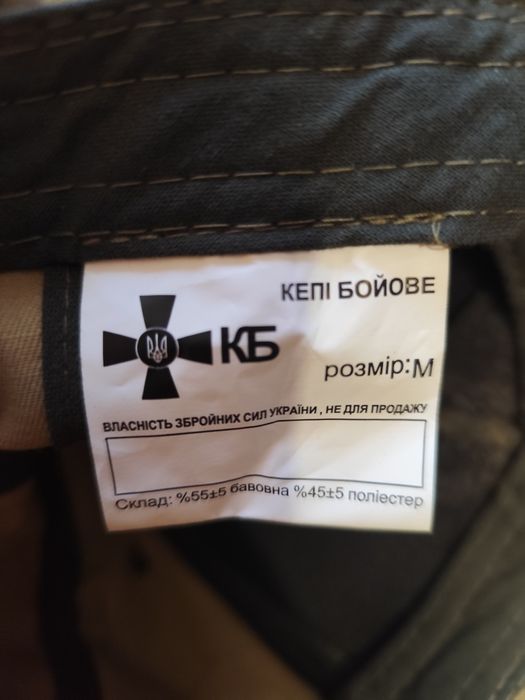 КЕПІ БОЙОВЕ
КБ
розмір:М
ВЛАСНІСТЬ ЗБРОЙНИХ СИЛ УКРАЇНИ , НЕ ДЛЯ ПРОДАЖУ
Склад: %55±5 бавовна %45±5 поліестер